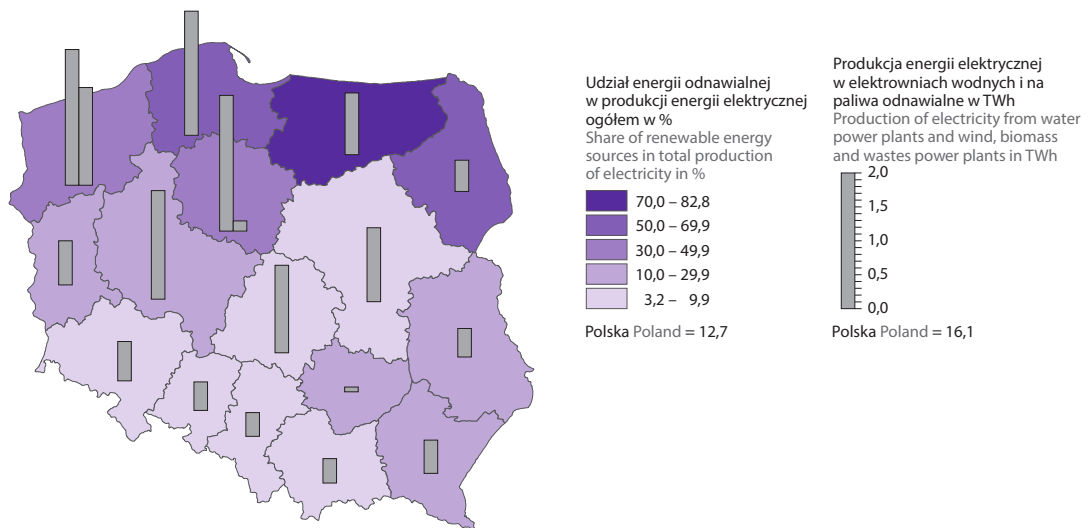 Udział energii odnawialnej
w produkcji energii elektrycznej
ogółem w %
Share of renewable energy
sources in total production
of electricity in %
70,0 – 82,8
50,0 – 69,9
30,0 – 49,9
10,0 – 29,9
3,2 – 9,9
Polska Poland = 12,7
Produkcja energii elektrycznej
w elektrowniach wodnych i na
paliwa odnawialne w TWh
Production of electricity from water
power plants and wind, biomass
and wastes power plants in TWh
2,0
1,5
1,0
0,5
0,0
Polska Poland = 16,1